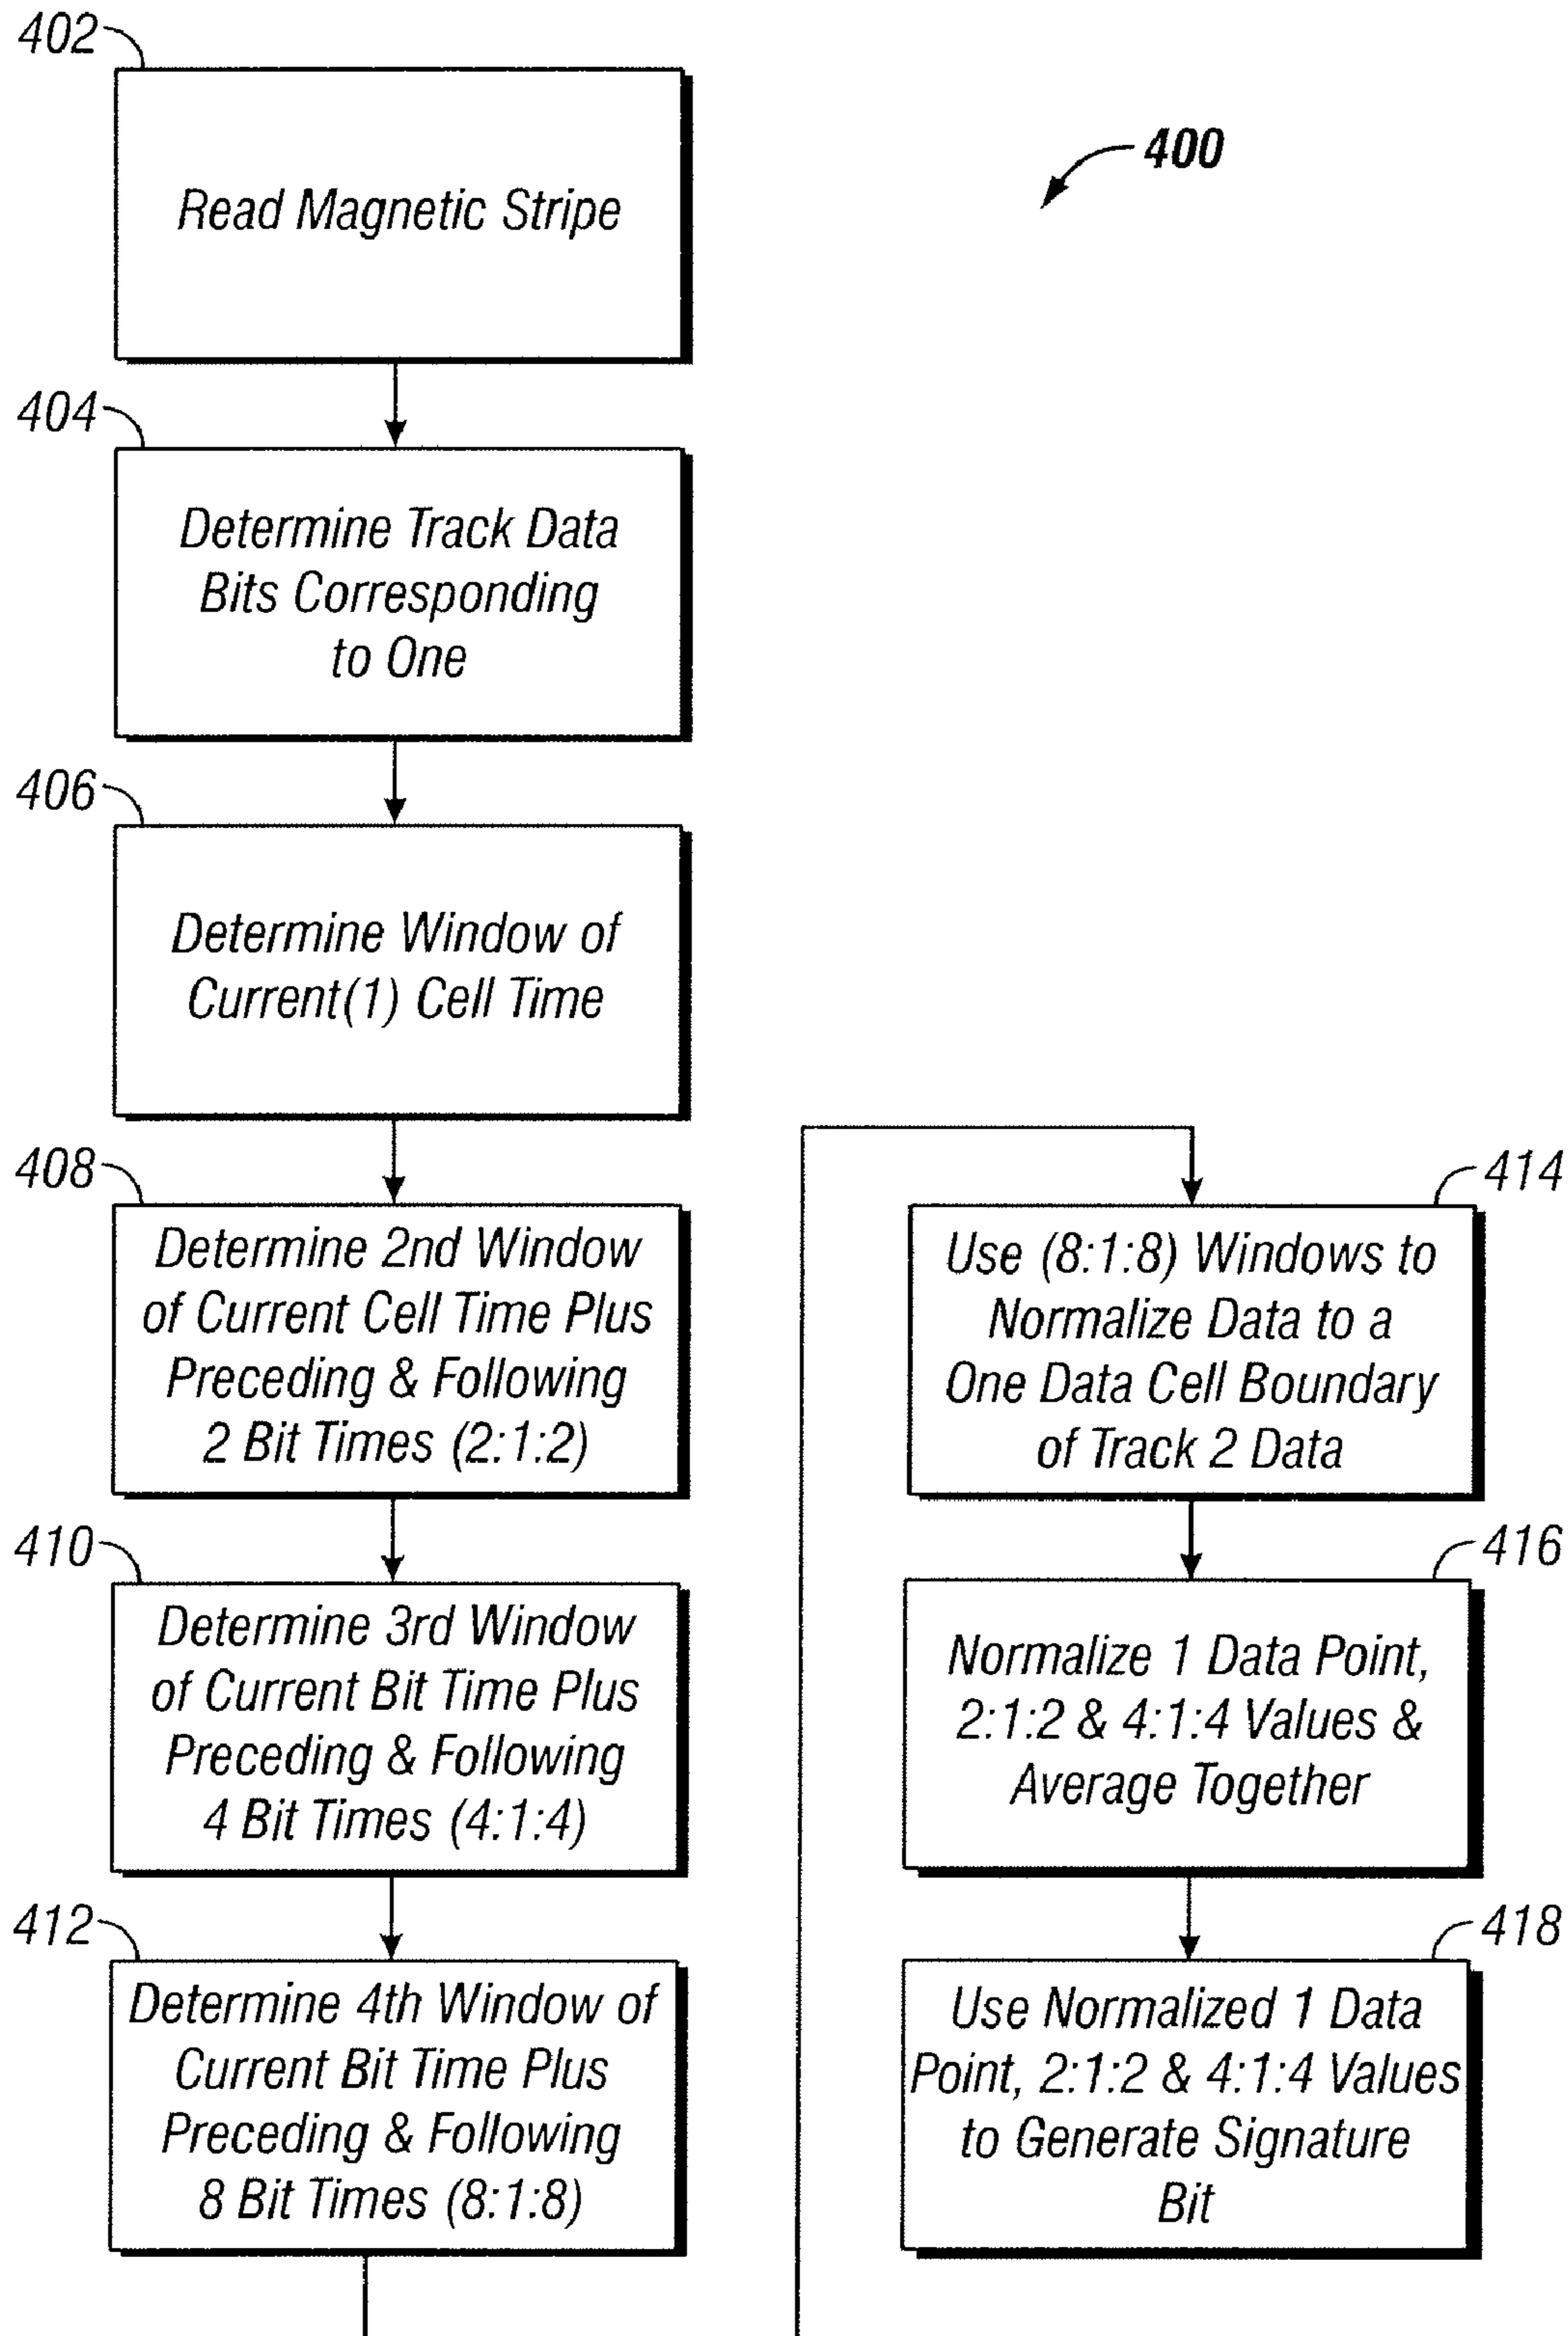 402
400
Read Magnetic Stripe
404
Determine Track Data
Bits Corresponding
to One
406
Determine Window of
Current(1) Cell Time
408
Determine 2nd Window
of Current Cell Time Plus
Preceding & Following
2 Bit Times (2:1:2)
410
Determine 3rd Window
of Current Bit Time Plus
Preceding & Following
4 Bit Times (4:1:4)
412
Determine 4th Window of
Current Bit Time Plus
Preceding & Following
8 Bit Times (8:1:8)
414
Use (8:1:8) Windows to
Normalize Data to a
One Data Cell Boundary
of Track 2 Data
416
Normalize 1 Data Point,
2:1:2 & 4:1:4 Values &
Average Together
418
Use Normalized 1 Data
Point, 2:1:2 & 4:1:4 Values
to Generate Signature
Bit